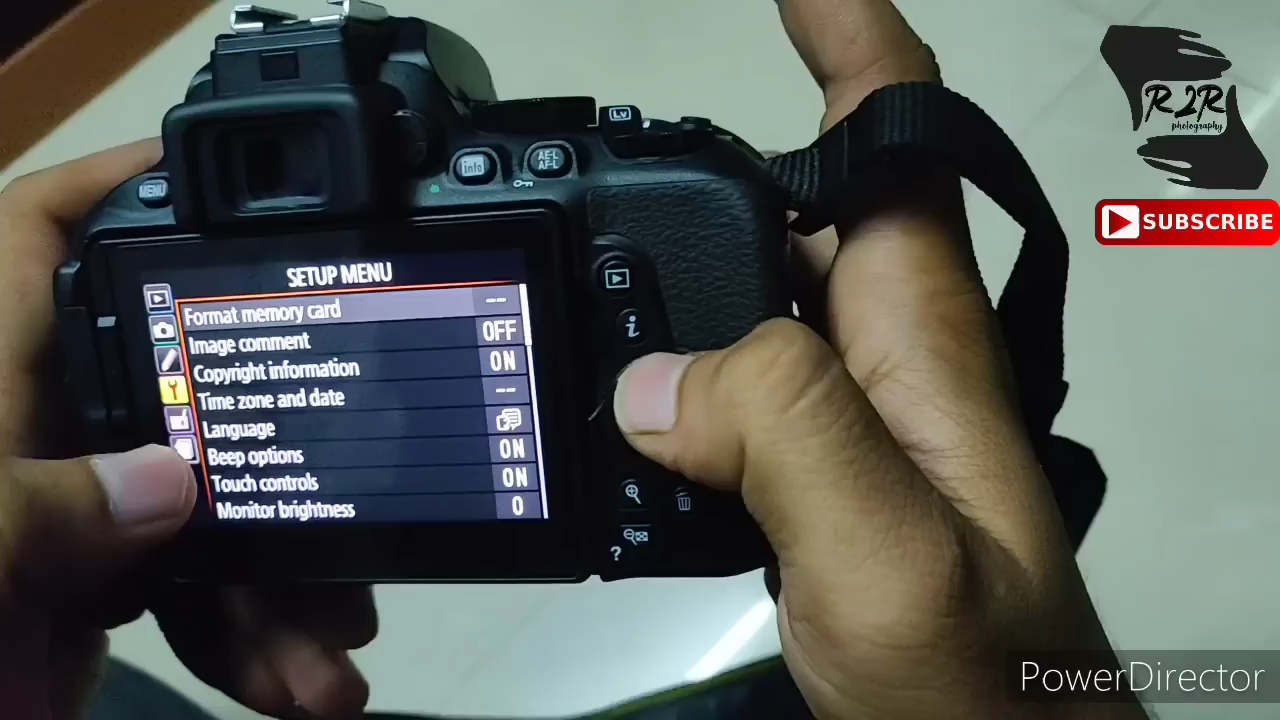 R2R
photography
SUBSCRIBE
Lv
MENU
info
AE-L
AF-L
SETUP MENU
Format memory card --
Image comment OFF
Copyright information ON
Time zone and date --
Language
Beep options ON
Touch controls ON
Monitor brightness 0
i
?
PowerDirector